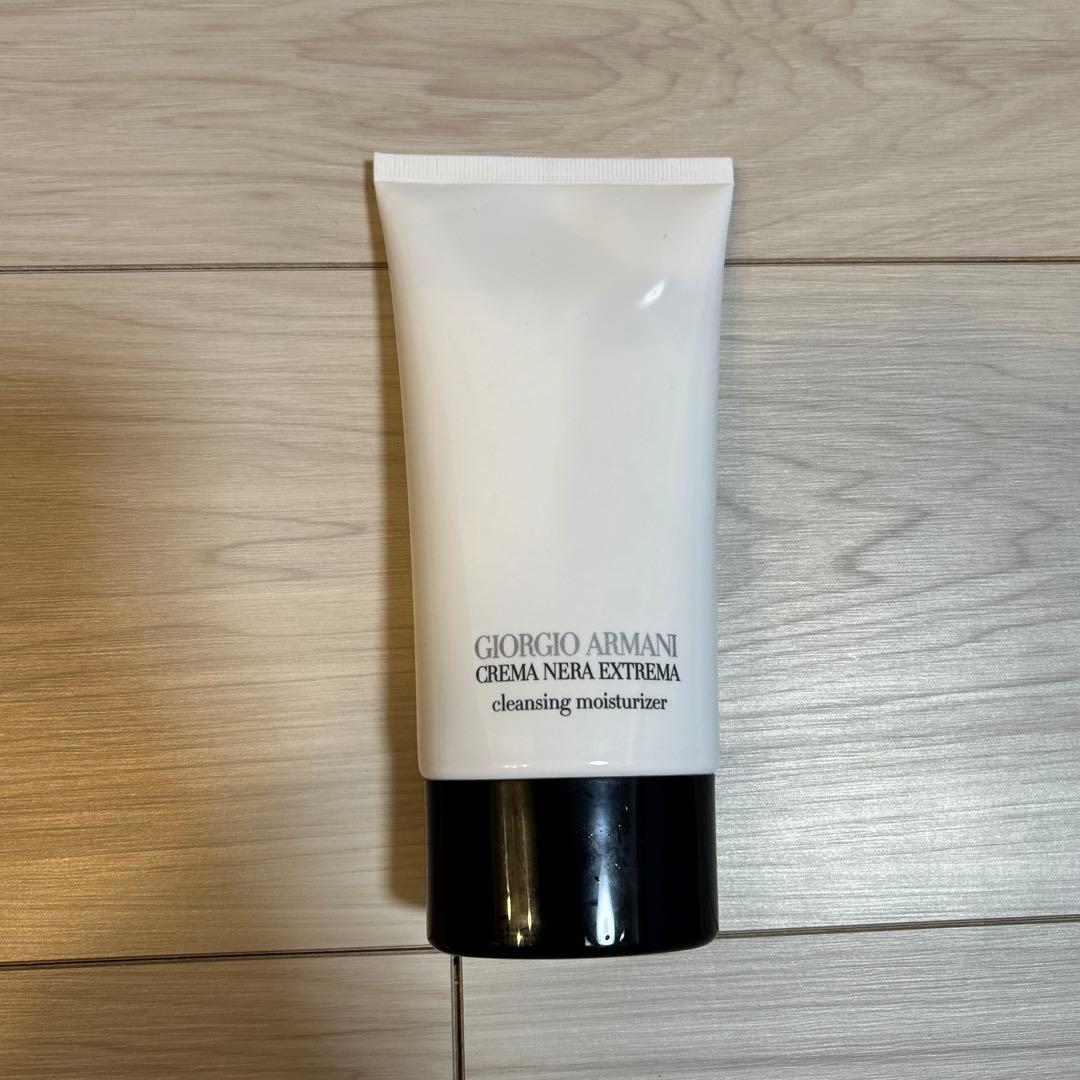 GIORGIO ARMANI
CREMA NERA EXTREMA
cleansing moisturizer